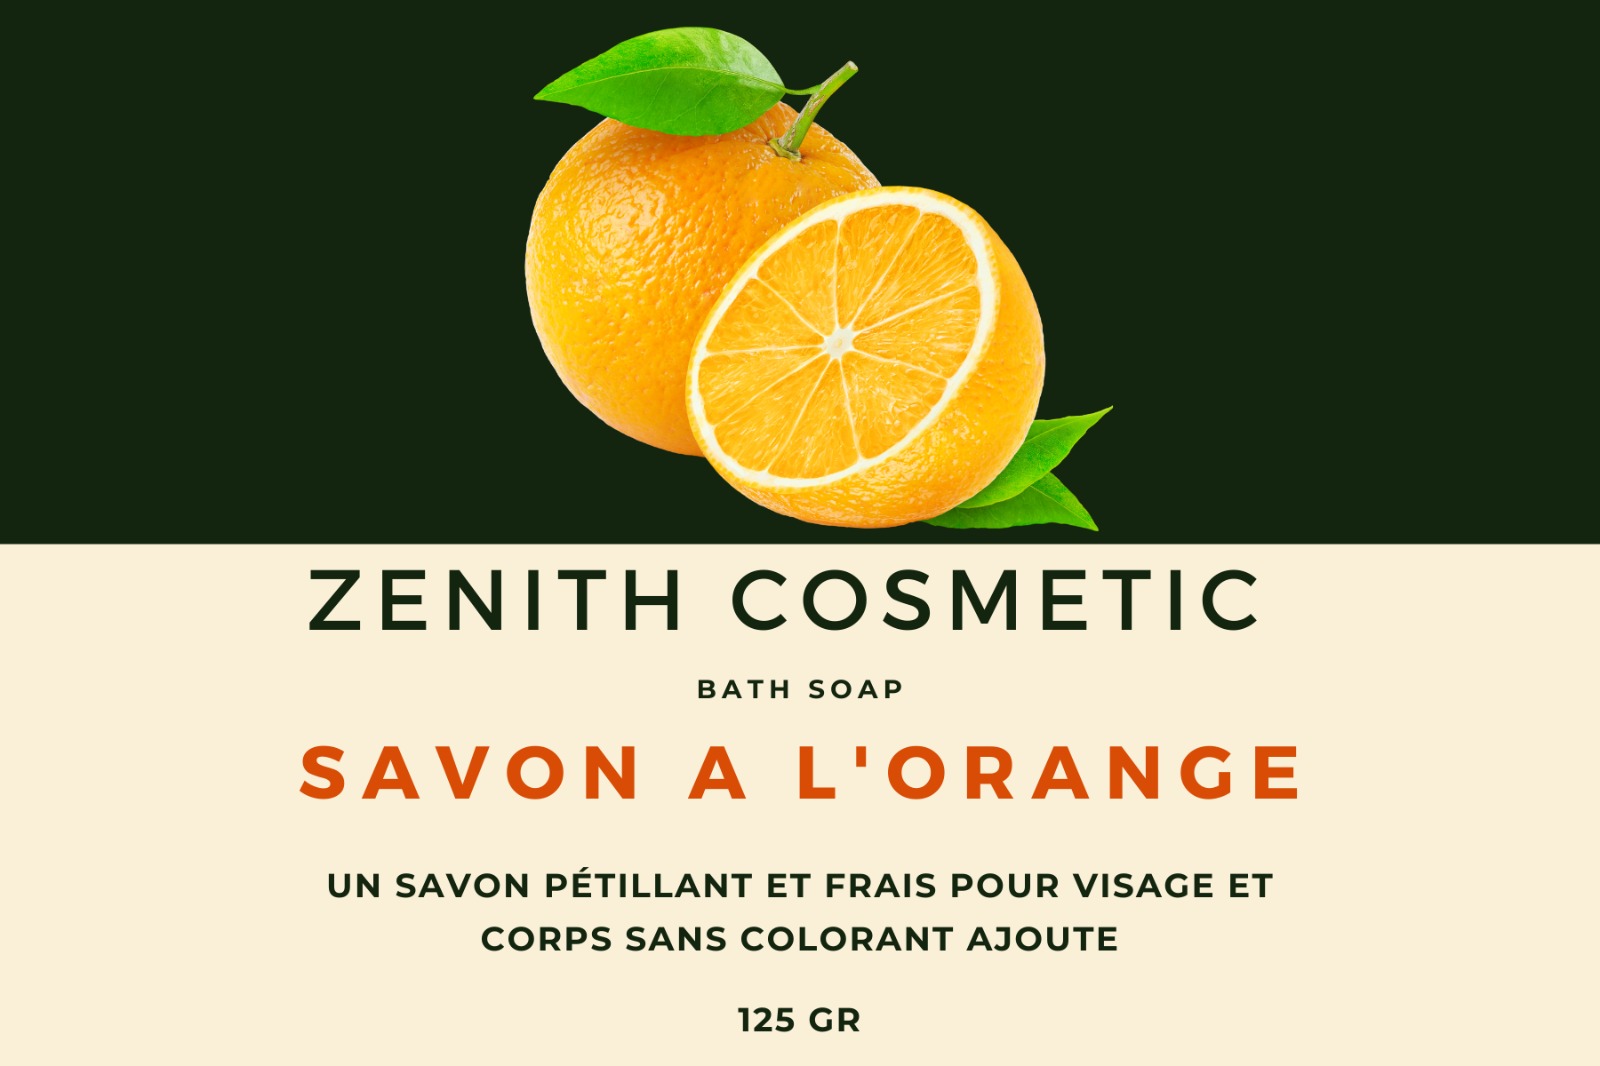 ZENITH COSMETIC
BATH SOAP
SAVON A L'ORANGE
UN SAVON PÉTILLANT ET FRAIS POUR VISAGE ET
CORPS SANS COLORANT AJOUTE
125 GR